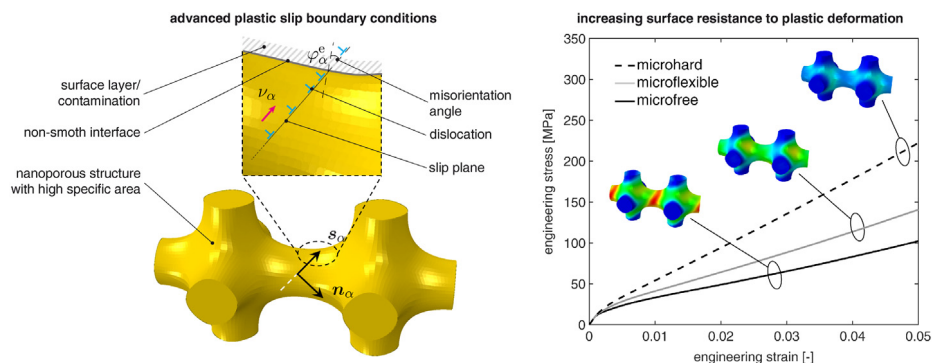 advanced plastic slip boundary conditions
surface layer/
contamination
non-smoth interface
nanoporous structure
with high specific area
φ_α^e
ν_α
misorientation
angle
dislocation
slip plane
s_α
n_α
increasing surface resistance to plastic deformation
engineering stress [MPa]
350
300
250
200
150
100
50
0
microhard
microflexible
microfree
0
0.01
0.02
0.03
0.04
0.05
engineering strain [-]